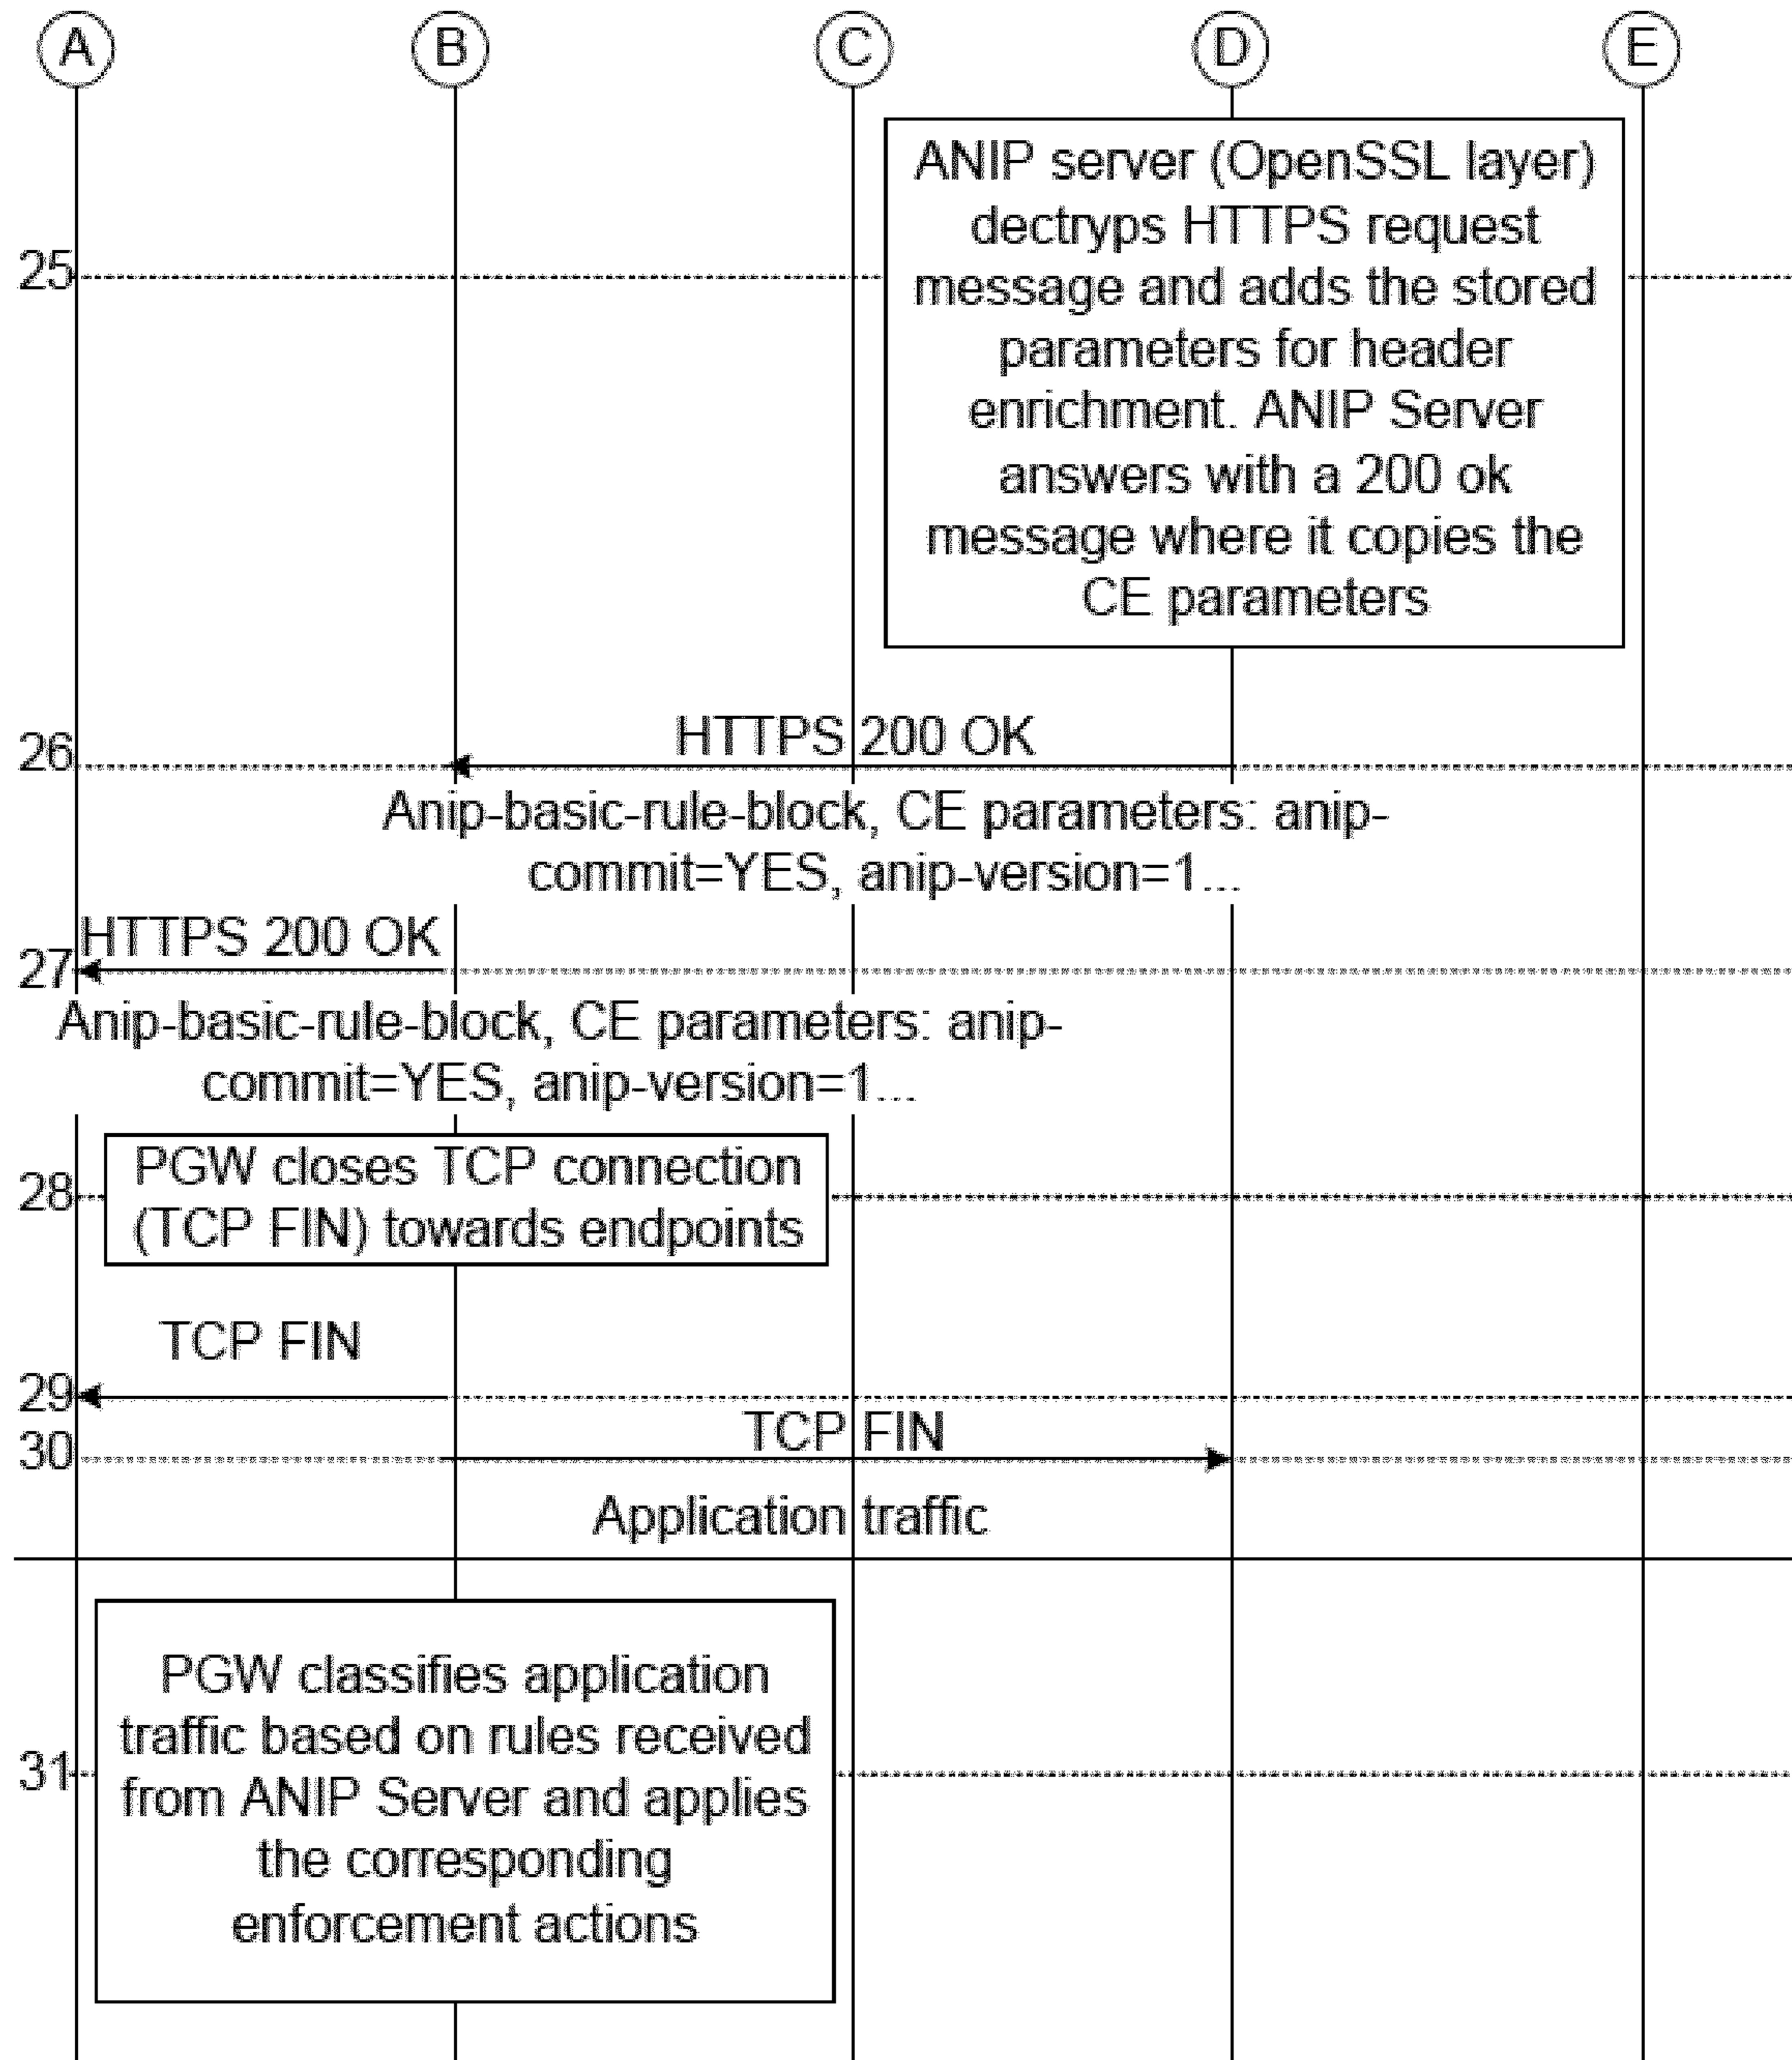 A B C D E
ANIP server (OpenSSL layer)
dectryps HTTPS request
25
message and adds the stored
parameters for header
enrichment. ANIP Server
answers with a 200 ok
message where it copies the
CE parameters
HTTPS 200 OK
26
Anip-basic-rule-block, CE parameters: anip-
commit=YES, anip-version=1...
HTTPS 200 OK
27
Anip-basic-rule-block, CE parameters: anip-
commit=YES, anip-version=1...
PGW closes TCP connection
28
(TCP FIN) towards endpoints
TCP FIN
29
TCP FIN
30
Application traffic
PGW classifies application
traffic based on rules received
31
from ANIP Server and applies
the corresponding
enforcement actions